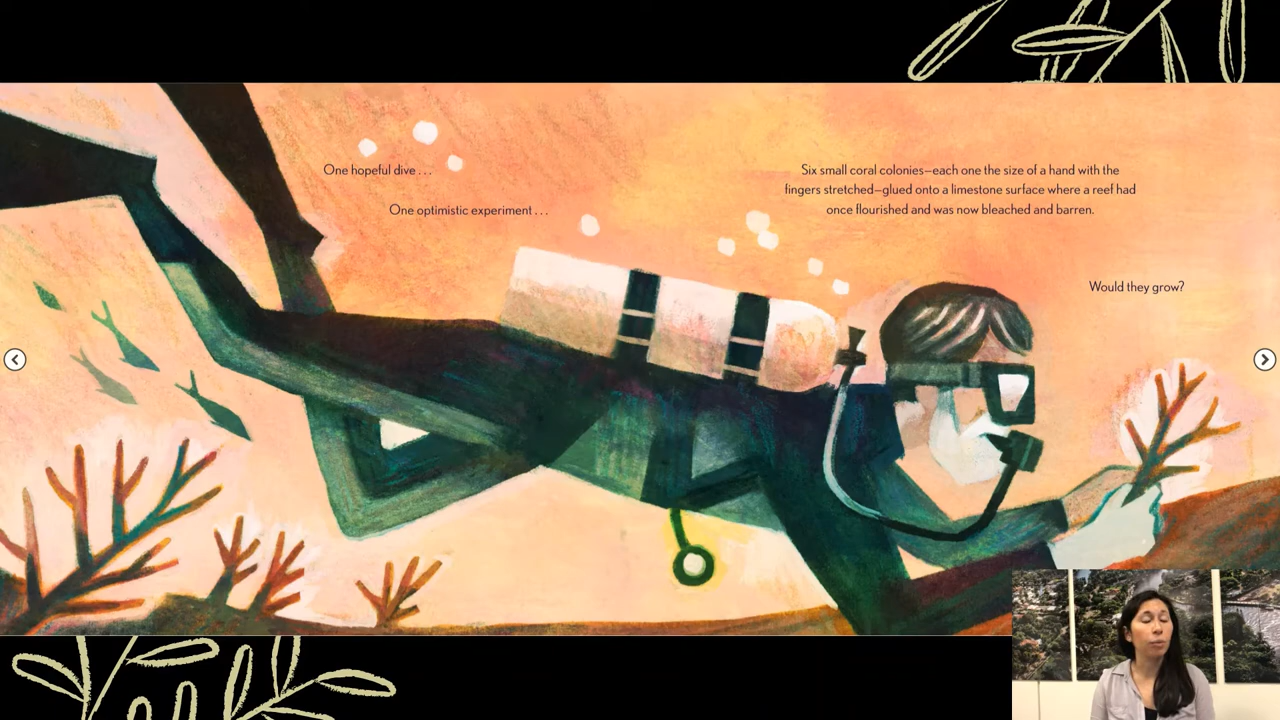 One hopeful dive . . .
One optimistic experiment . . .
Six small coral colonies—each one the size of a hand with the
fingers stretched—glued onto a limestone surface where a reef had
once flourished and was now bleached and barren.
Would they grow?